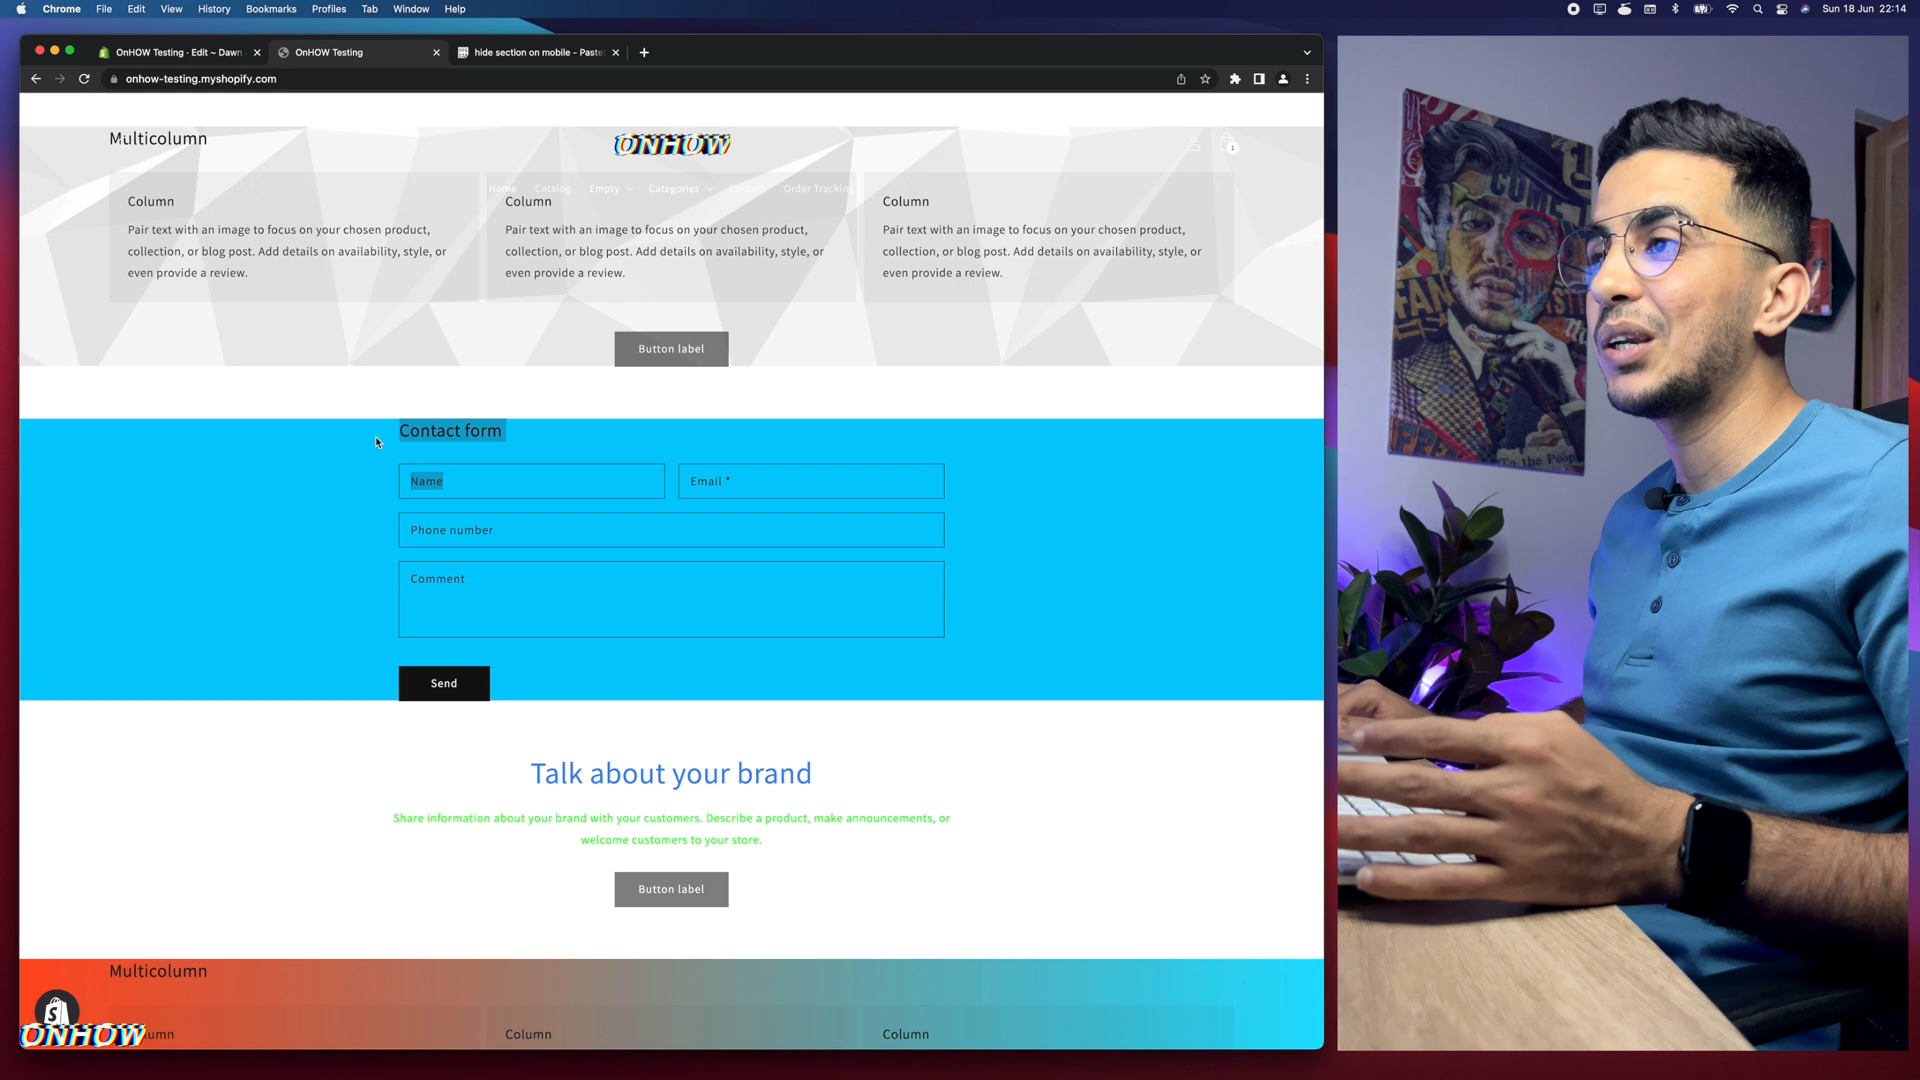 Chrome File Edit View History Bookmarks Profiles Tab Window Help
Sun 18 Jun 22:14
OnHOW Testing · Edit ~ Dawn
OnHOW Testing
hide section on mobile - Paste
onhow-testing.myshopify.com
Multicolumn
ONHOW
1
Home Catalog Empty Categories Contact Order Tracking
Column
Pair text with an image to focus on your chosen product,
collection, or blog post. Add details on availability, style, or
even provide a review.
Column
Pair text with an image to focus on your chosen product,
collection, or blog post. Add details on availability, style, or
even provide a review.
Column
Pair text with an image to focus on your chosen product,
collection, or blog post. Add details on availability, style, or
even provide a review.
Button label
Contact form
Name
Email *
Phone number
Comment
Send
Talk about your brand
Share information about your brand with your customers. Describe a product, make announcements, or
welcome customers to your store.
Button label
Multicolumn
Column
Column
ONHOW
to the People